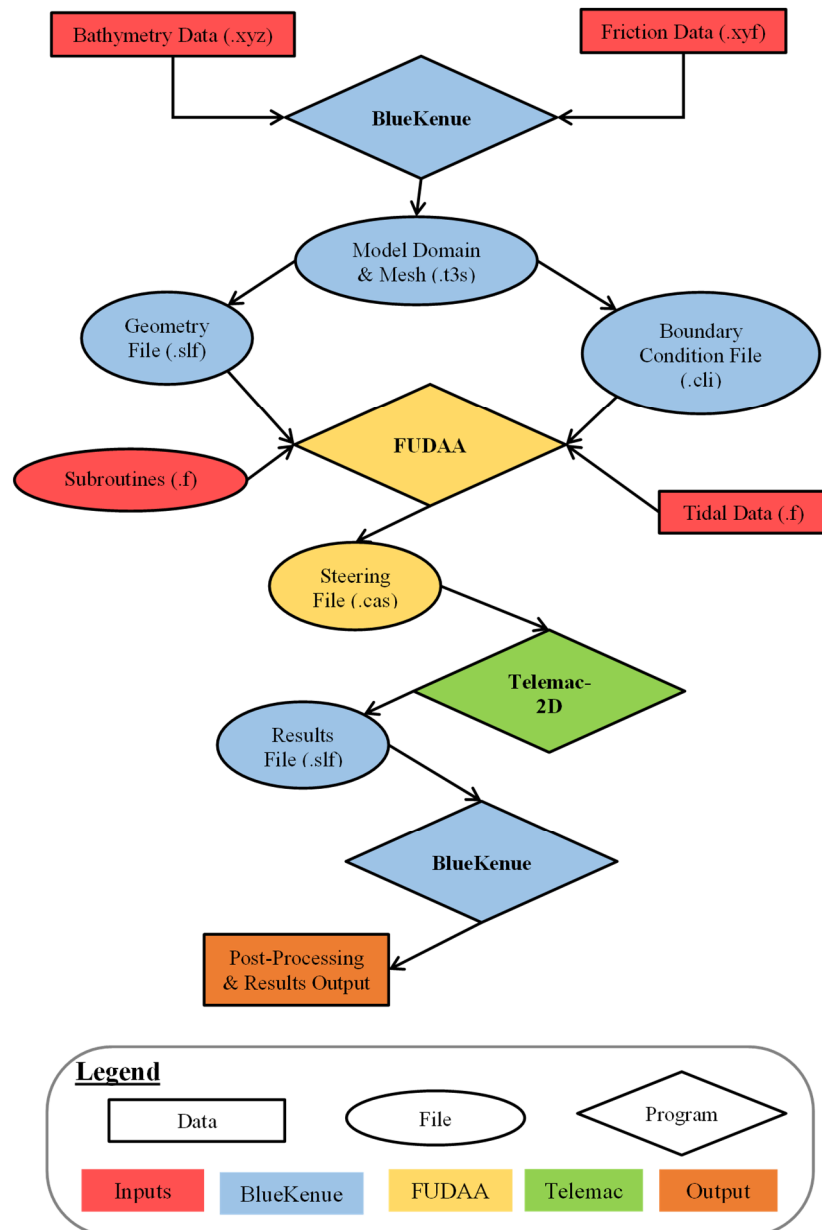 Bathymetry Data (.xyz)
Friction Data (.xyf)
BlueKenue
Model Domain
& Mesh (.t3s)
Geometry
File (.slf)
Boundary
Condition File
(.cli)
FUDAA
Subroutines (.f)
Tidal Data (.f)
Steering
File (.cas)
Telemac-
2D
Results
File (.slf)
BlueKenue
Post-Processing
& Results Output
Legend
Data
File
Program
Inputs
BlueKenue
FUDAA
Telemac
Output